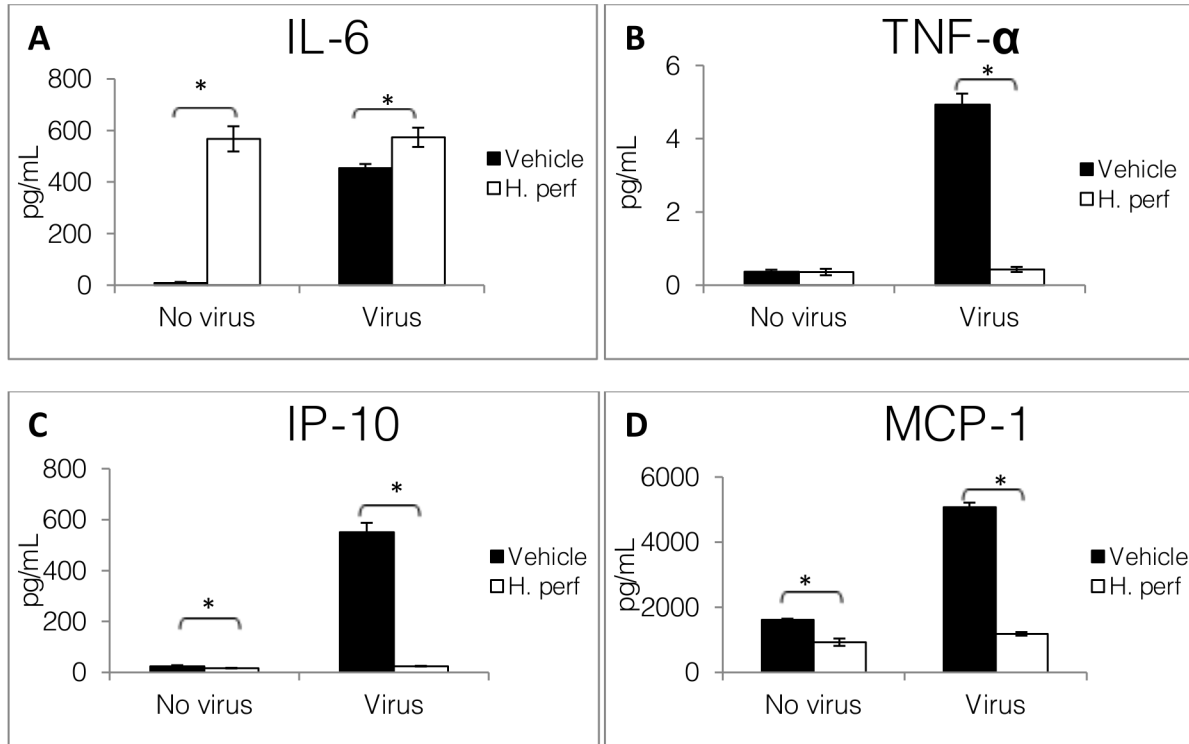 A
IL-6
800
600
400
200
0
pg/mL
*
*
Vehicle
H. perf
No virus
Virus
B
TNF-α
6
4
2
0
pg/mL
*
Vehicle
H. perf
No virus
Virus
C
IP-10
800
600
400
200
0
pg/mL
*
*
Vehicle
H. perf
No virus
Virus
D
MCP-1
6000
4000
2000
0
pg/mL
*
*
Vehicle
H. perf
No virus
Virus